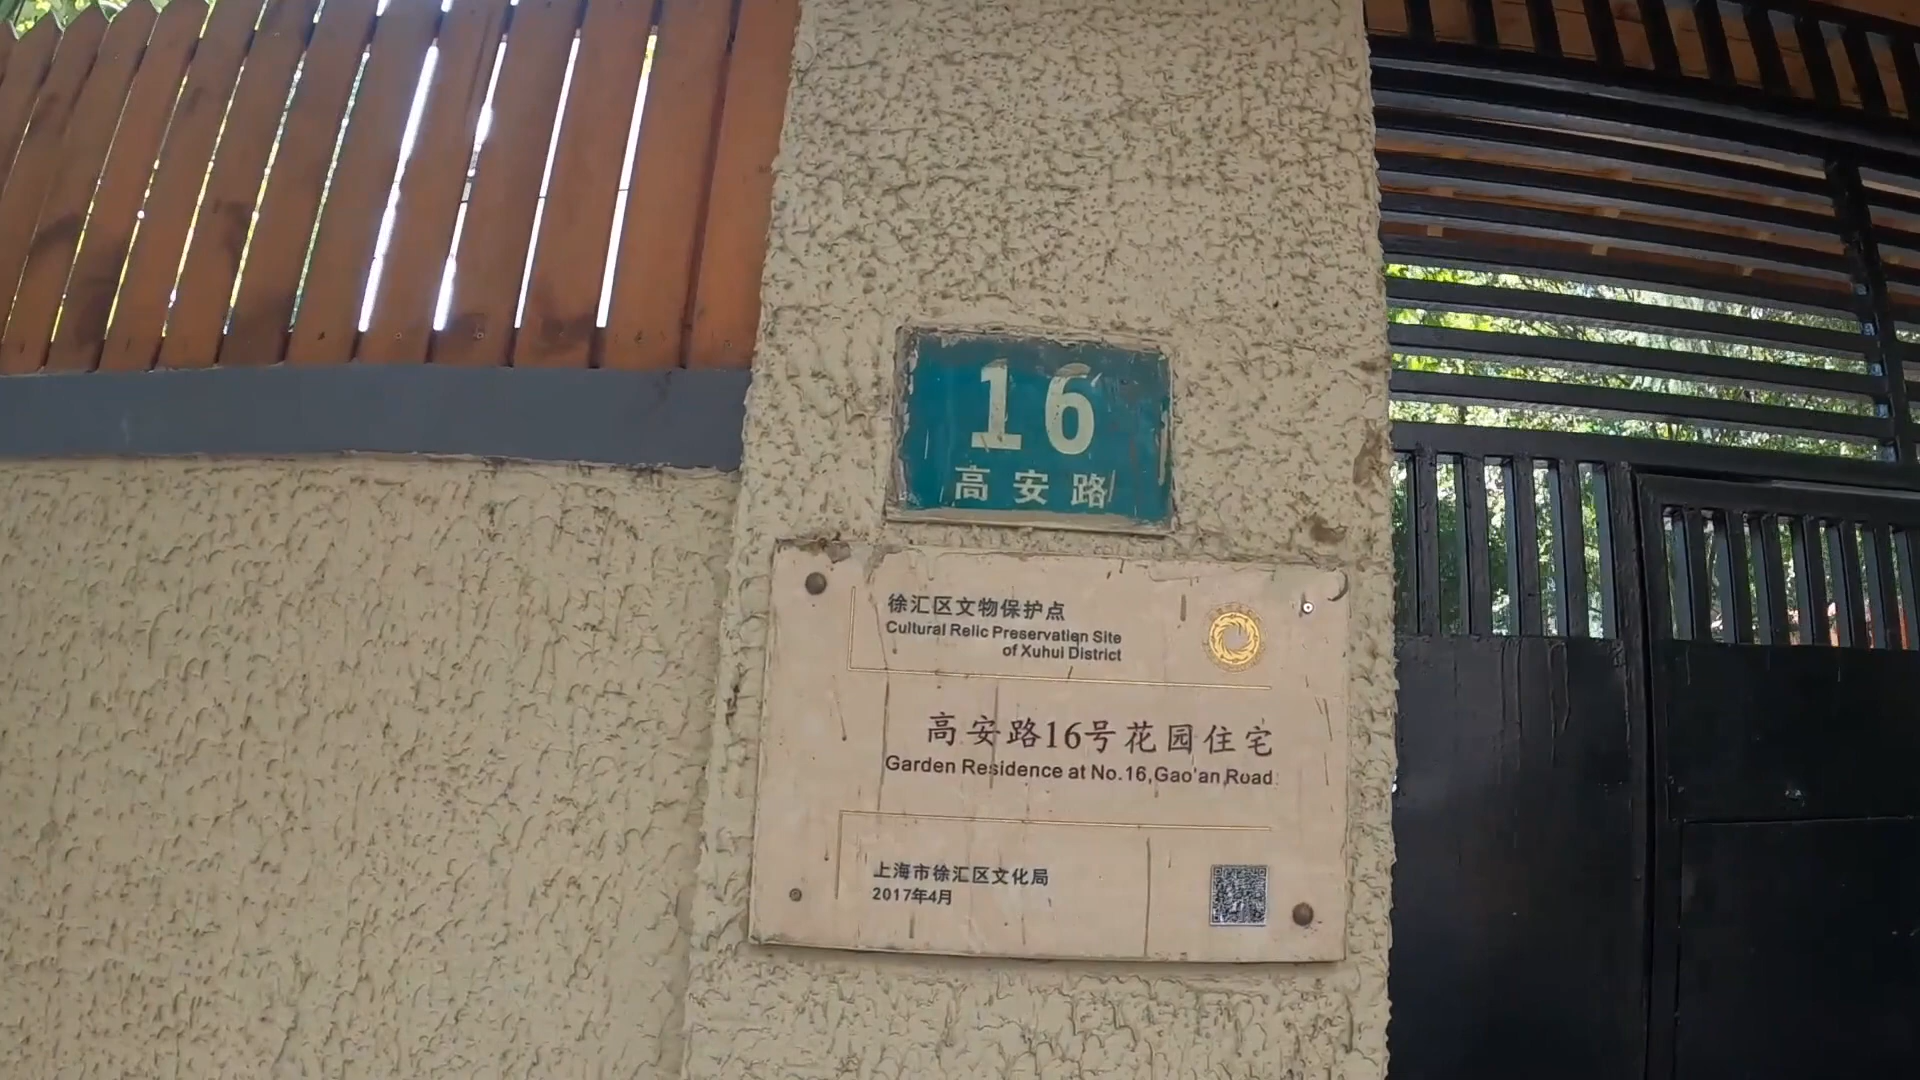 16
高安路
徐汇区文物保护点
Cultural Relic Preservation Site
of Xuhui District
高安路16号花园住宅
Garden Residence at No.16,Gao'an Road
上海市徐汇区文化局
2017年4月